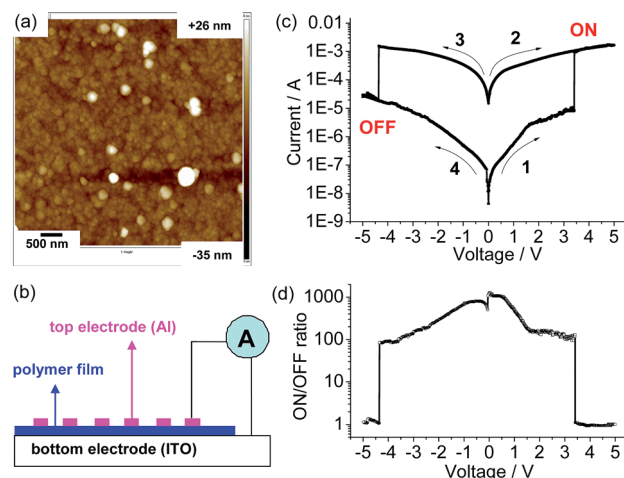 (a)
+26 nm
500 nm
-35 nm
(b)
top electrode (Al)
A
polymer film
bottom electrode (ITO)
(c)
0.01
1E-3
1E-4
1E-5
1E-6
1E-7
1E-8
1E-9
Current / A
ON
3
2
OFF
4
1
-5 -4 -3 -2 -1 0 1 2 3 4 5
Voltage / V
(d)
1000
100
10
1
ON/OFF ratio
-5 -4 -3 -2 -1 0 1 2 3 4 5
Voltage / V